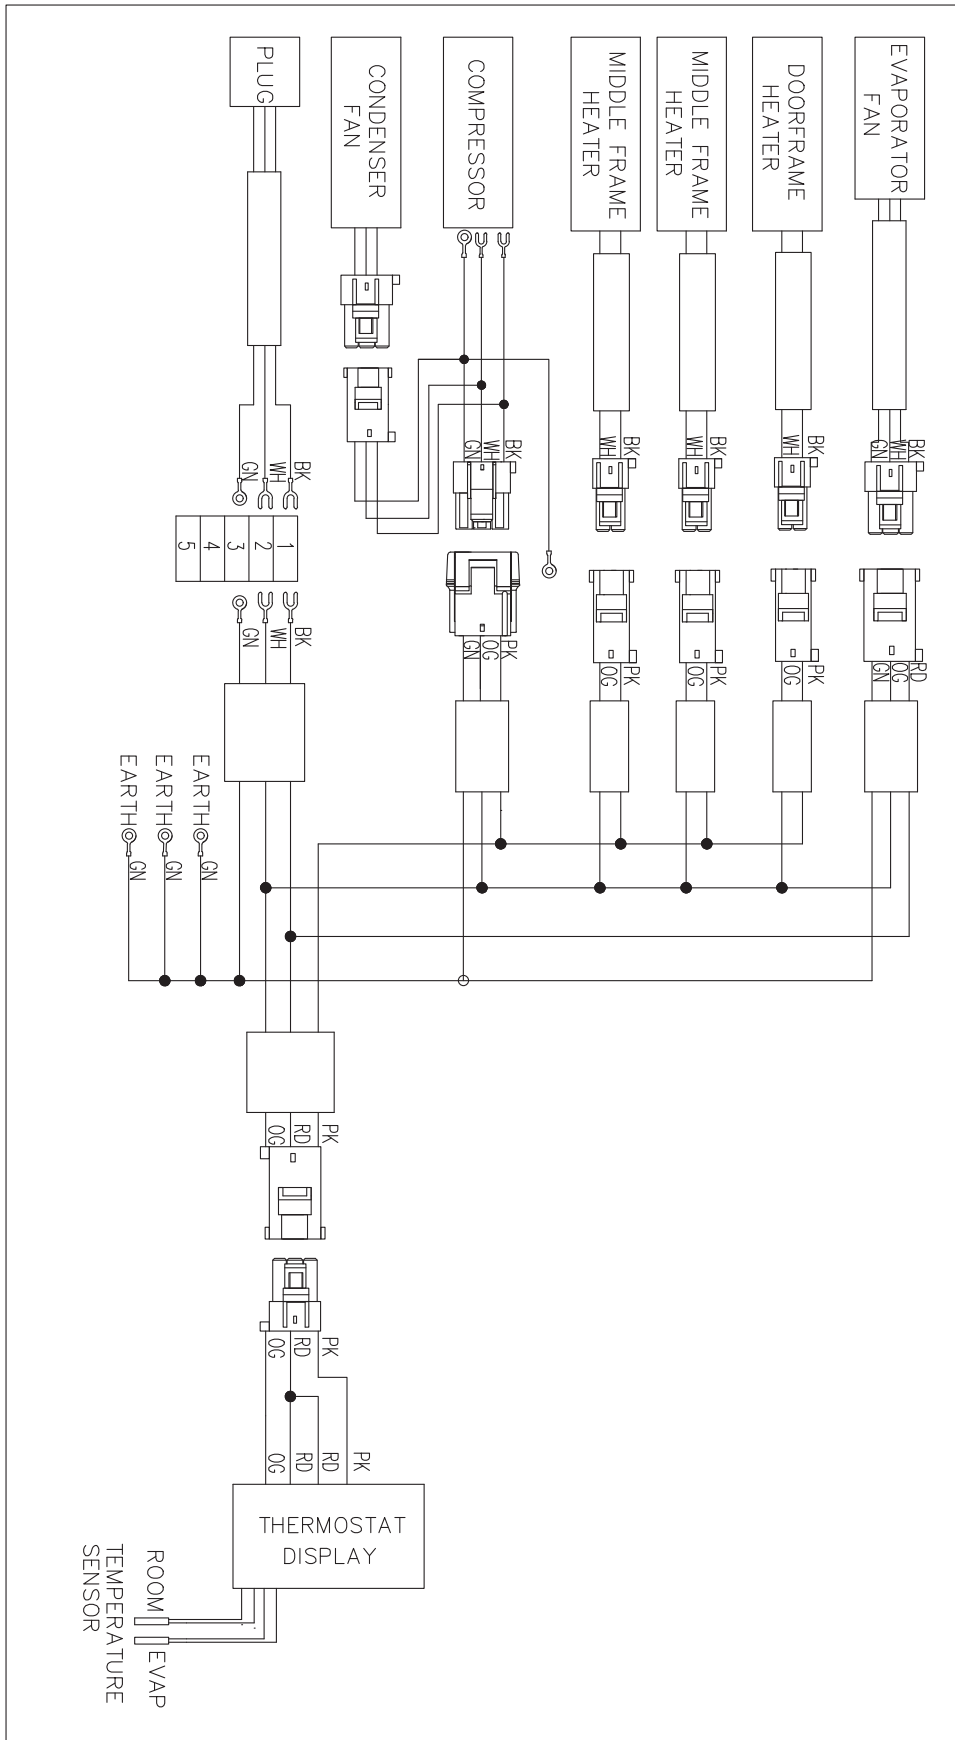 PLUG
CONDENSER
FAN
COMPRESSOR
MIDDLE FRAME
HEATER
MIDDLE FRAME
HEATER
DOORFRAME
HEATER
EVAPORATOR
FAN
GN
WH
BK
GN
WH
BK
WH
BK
WH
BK
WH
BK
GN
WH
BK
5
4
3
2
1
GN
WH
BK
GN
OG
PK
OG
PK
OG
PK
OG
PK
GN
OG
RD
EARTH
EARTH
EARTH
GN
GN
GN
OG
RD
PK
OG
RD
PK
OG
RD
RD
PK
THERMOSTAT
DISPLAY
ROOM
EVAP
TEMPERATURE
SENSOR